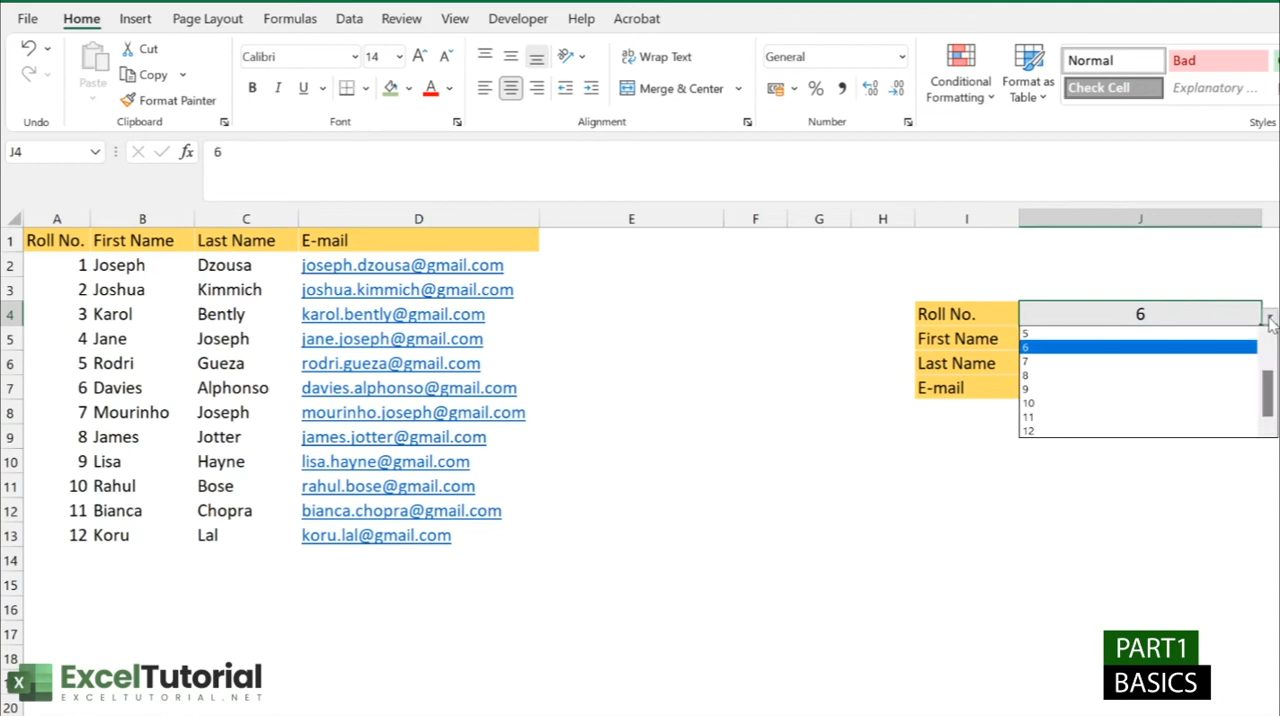 File Home Insert Page Layout Formulas Data Review View Developer Help Acrobat
Paste
Cut
Copy
Format Painter
Calibri 14
B I U
Wrap Text
Merge & Center
General
%
Conditional Formatting
Format as Table
Normal Bad
Check Cell Explanatory ...
Undo Clipboard Font Alignment Number Styles
J4 fx 6
A B C D E F G H I J
1 Roll No. First Name Last Name E-mail
2 1 Joseph Dzousa joseph.dzousa@gmail.com
3 2 Joshua Kimmich joshua.kimmich@gmail.com
4 3 Karol Bently karol.bently@gmail.com Roll No. 6
5 4 Jane Joseph jane.joseph@gmail.com First Name
6 5 Rodri Gueza rodri.gueza@gmail.com Last Name
7 6 Davies Alphonso davies.alphonso@gmail.com E-mail
8 7 Mourinho Joseph mourinho.joseph@gmail.com
9 8 James Jotter james.jotter@gmail.com
10 9 Lisa Hayne lisa.hayne@gmail.com
11 10 Rahul Bose rahul.bose@gmail.com
12 11 Bianca Chopra bianca.chopra@gmail.com
13 12 Koru Lal koru.lal@gmail.com
5
6
7
8
9
10
11
12
14
15
16
17
18
20
X ExcelTutorial
EXCELTUTORIAL.NET
PART1
BASICS